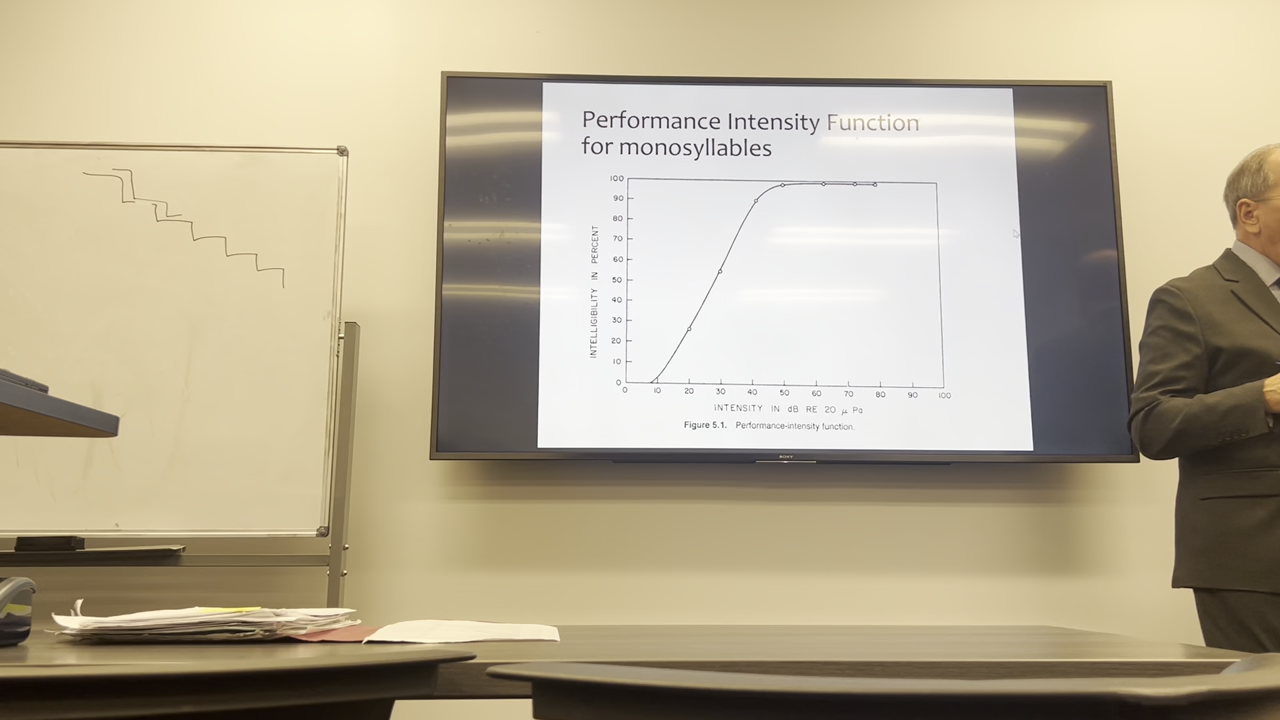 Performance Intensity Function
for monosyllables
100
90
80
70
60
50
40
30
20
10
0
INTELLIGIBILITY IN PERCENT
0 10 20 30 40 50 60 70 80 90 100
INTENSITY IN dB RE 20 μ Pa
Figure 5.1. Performance-intensity function.
SONY